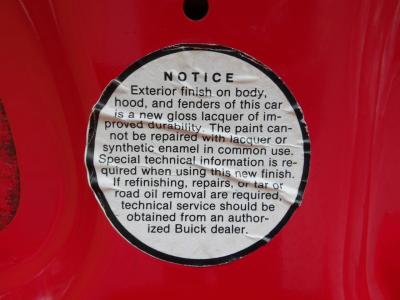 NOTICE
Exterior finish on body,
hood, and fenders of this car
is a new gloss lacquer of im-
proved durability. The paint can-
not be repaired with lacquer or
synthetic enamel in common use.
Special technical information is re-
quired when using this new finish.
If refinishing, repairs, or tar or
road oil removal are required,
technical service should be
obtained from an author-
ized Buick dealer.